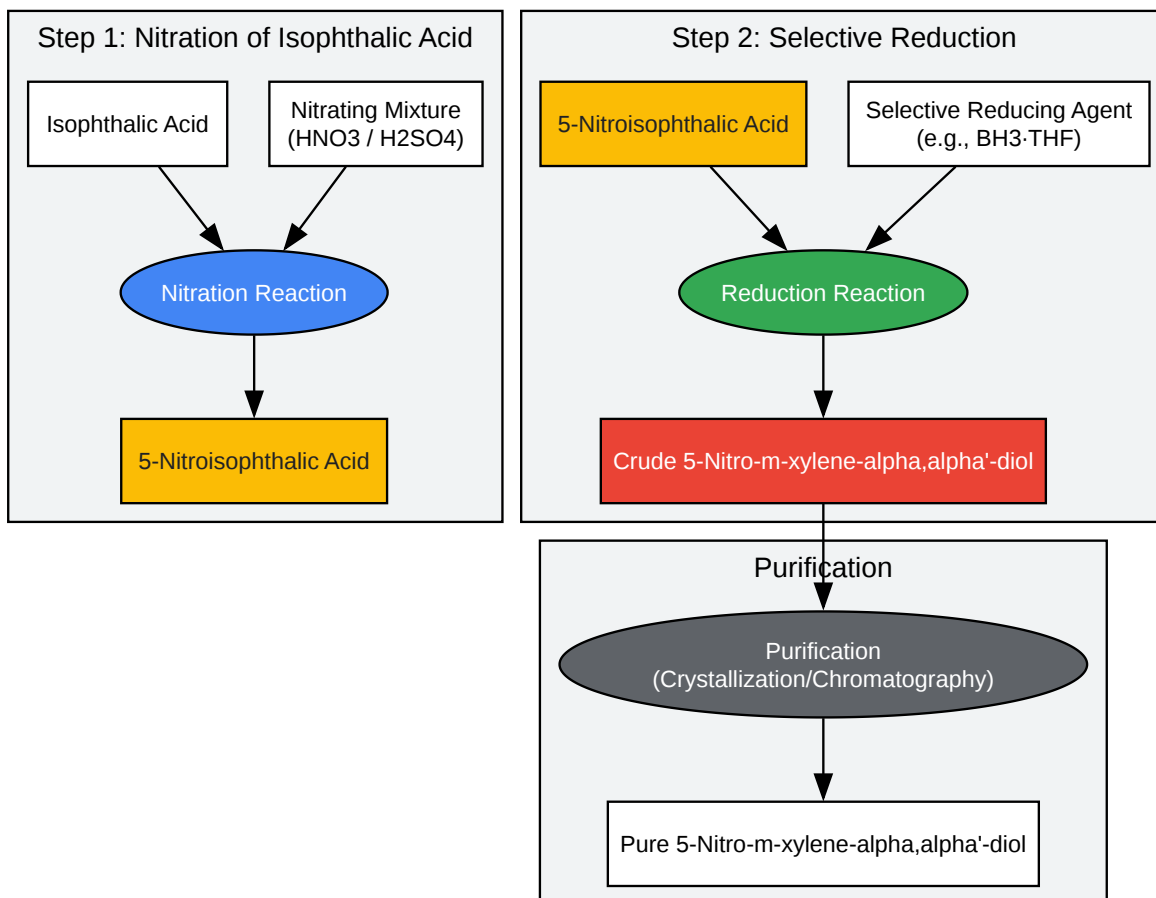 Step 1: Nitration of Isophthalic Acid
Isophthalic Acid
Nitrating Mixture
(HNO3 / H2SO4)
Nitration Reaction
5-Nitroisophthalic Acid
Step 2: Selective Reduction
5-Nitroisophthalic Acid
Selective Reducing Agent
(e.g., BH3·THF)
Reduction Reaction
Crude 5-Nitro-m-xylene-alpha,alpha'-diol
Purification
Purification
(Crystallization/Chromatography)
Pure 5-Nitro-m-xylene-alpha,alpha'-diol